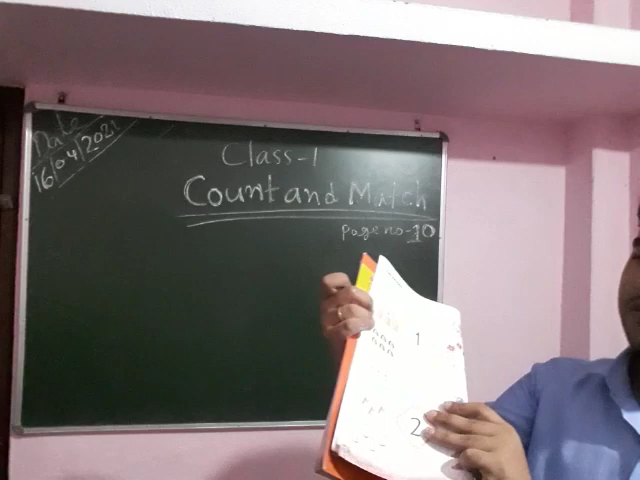 Date
16/04/2021
Class-1
Count and Match
Page no-10
1
2